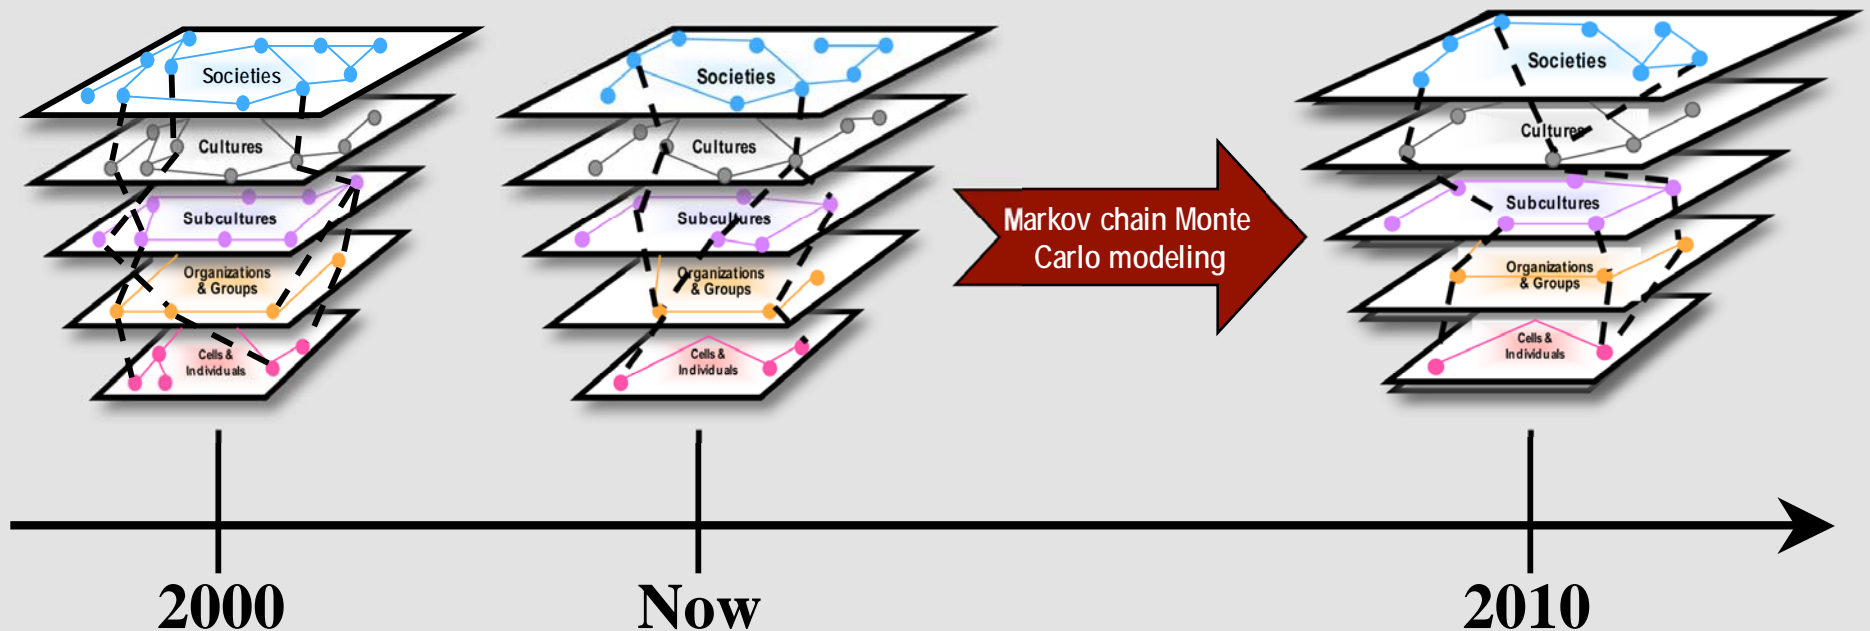 Societies
Cultures
Subcultures
Organizations
& Groups
Cells &
Individuals
Societies
Cultures
Subcultures
Organizations
& Groups
Cells &
Individuals
Markov chain Monte
Carlo modeling
Societies
Cultures
Subcultures
Organizations
& Groups
Cells &
Individuals
2000
Now
2010